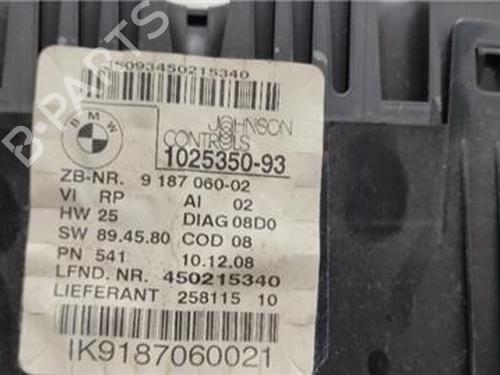 JS093450215340
BMW
JOHNSON
CONTROLS
1025350-93
ZB-NR. 9 187 060-02
VI RP AI 02
HW 25 DIAG 08D0
SW 89.45.80 COD 08
PN 541 10.12.08
LFND. NR. 450215340
LIEFERANT 258115 10
IK9187060021
B-PARTS